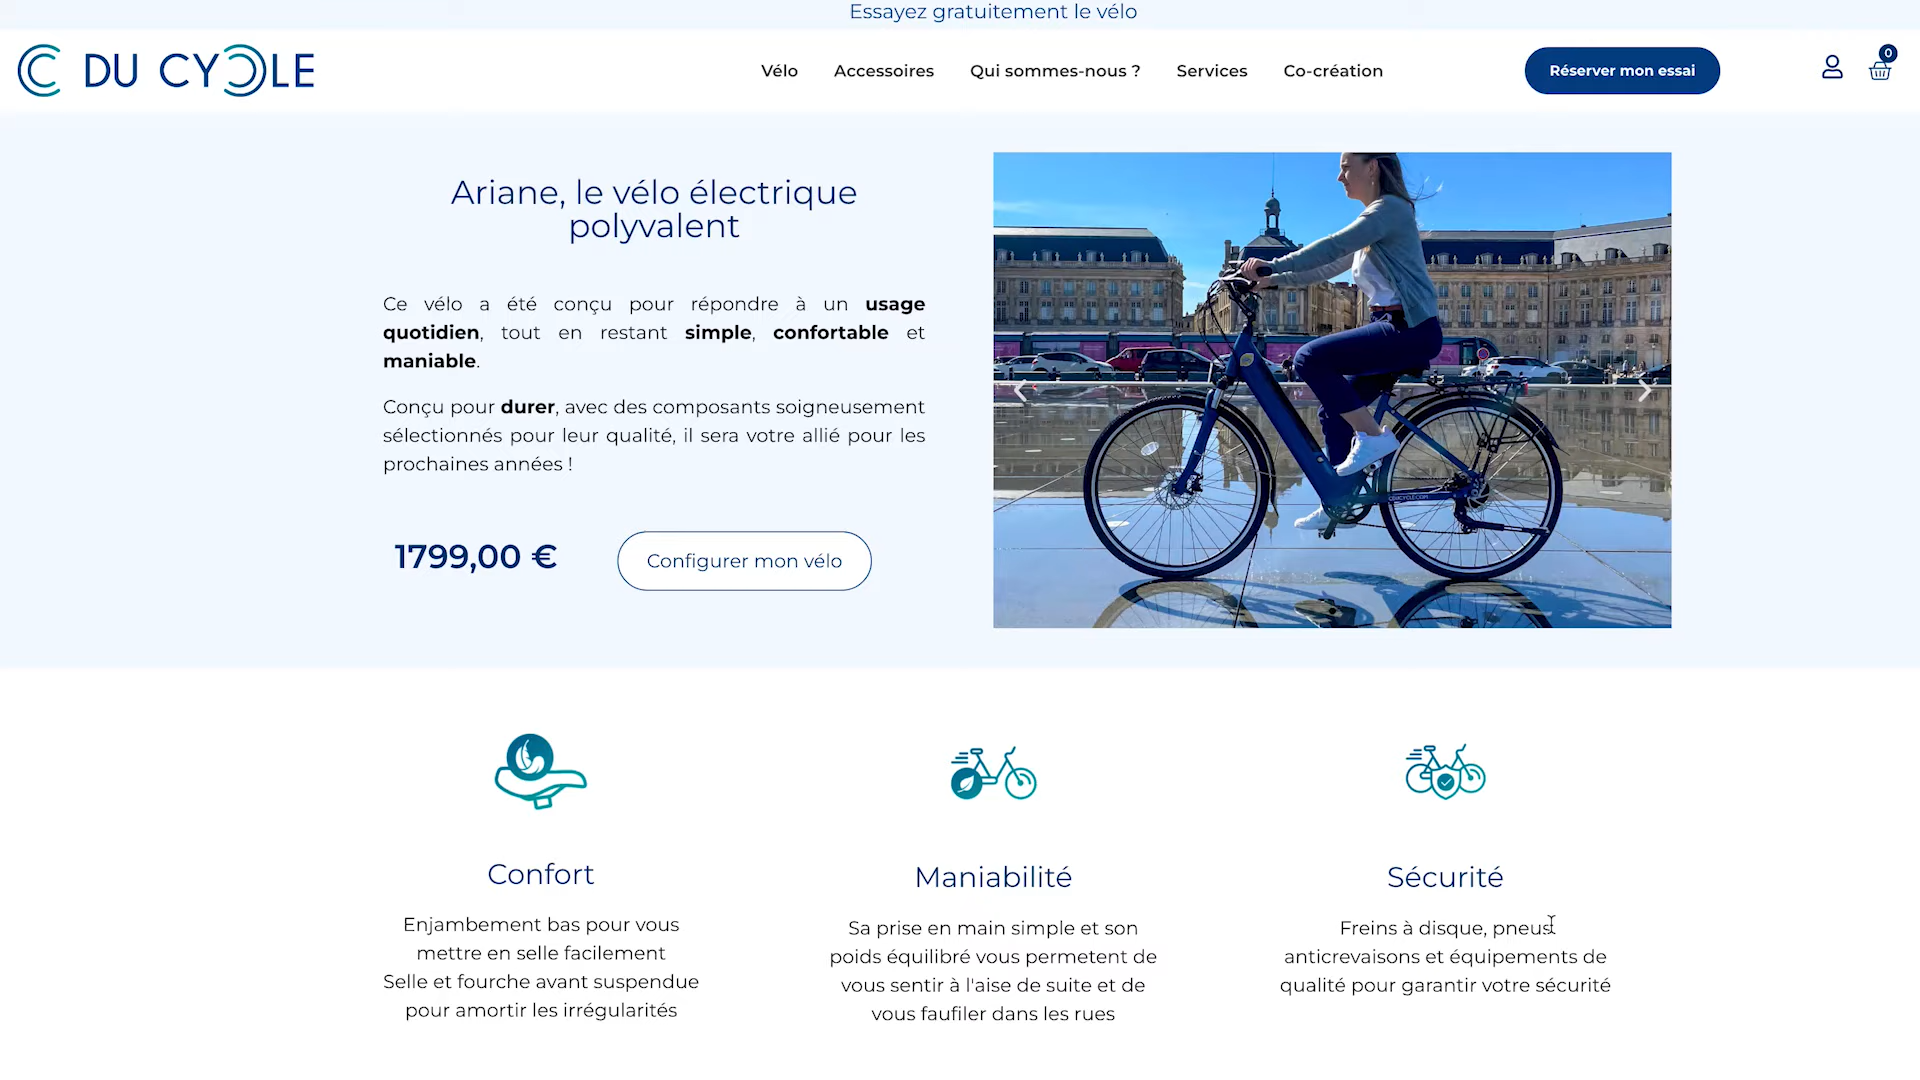 Essayez gratuitement le vélo
DU CYCLE
Vélo
Accessoires
Qui sommes-nous ?
Services
Co-création
Réserver mon essai
0
Ariane, le vélo électrique
polyvalent
Ce vélo a été conçu pour répondre à un usage
quotidien, tout en restant simple, confortable et
maniable.
Conçu pour durer, avec des composants soigneusement
sélectionnés pour leur qualité, il sera votre allié pour les
prochaines années !
1799,00 €
Configurer mon vélo
Confort
Enjambement bas pour vous
mettre en selle facilement
Selle et fourche avant suspendue
pour amortir les irrégularités
Maniabilité
Sa prise en main simple et son
poids équilibré vous permetent de
vous sentir à l'aise de suite et de
vous faufiler dans les rues
Sécurité
Freins à disque, pneus
anticrevaisons et équipements de
qualité pour garantir votre sécurité